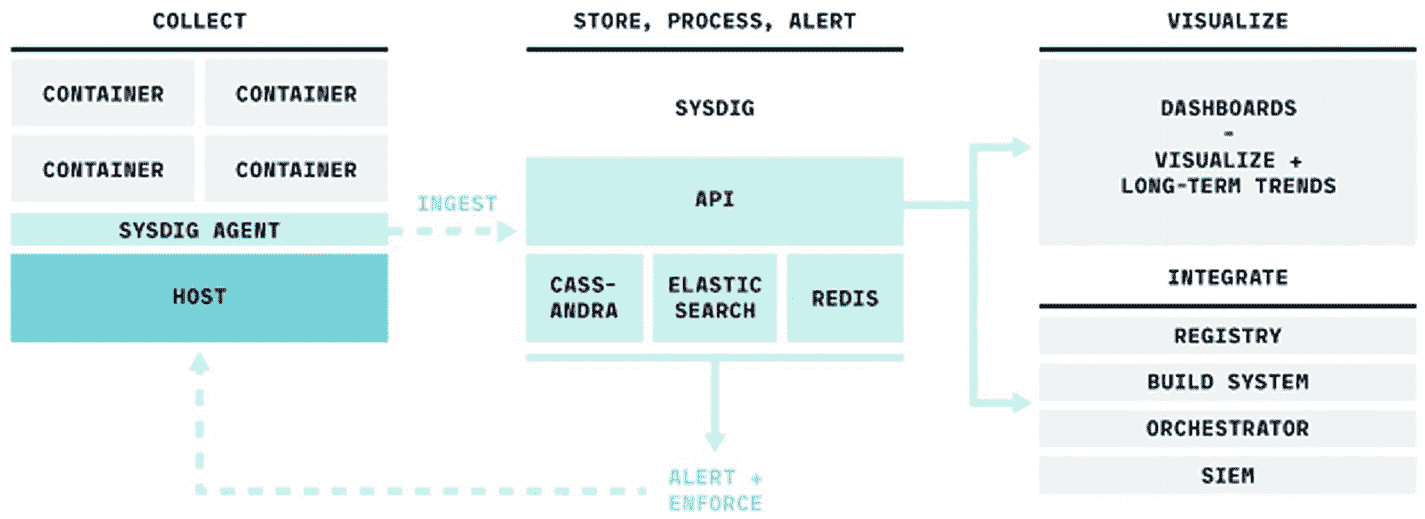 COLLECT
CONTAINER
CONTAINER
CONTAINER
CONTAINER
SYSDIG AGENT
HOST
INGEST
STORE, PROCESS, ALERT
SYSDIG
API
CASS-
ANDRA
ELASTIC
SEARCH
REDIS
ALERT +
ENFORCE
VISUALIZE
DASHBOARDS
-
VISUALIZE +
LONG-TERM TRENDS
INTEGRATE
REGISTRY
BUILD SYSTEM
ORCHESTRATOR
SIEM